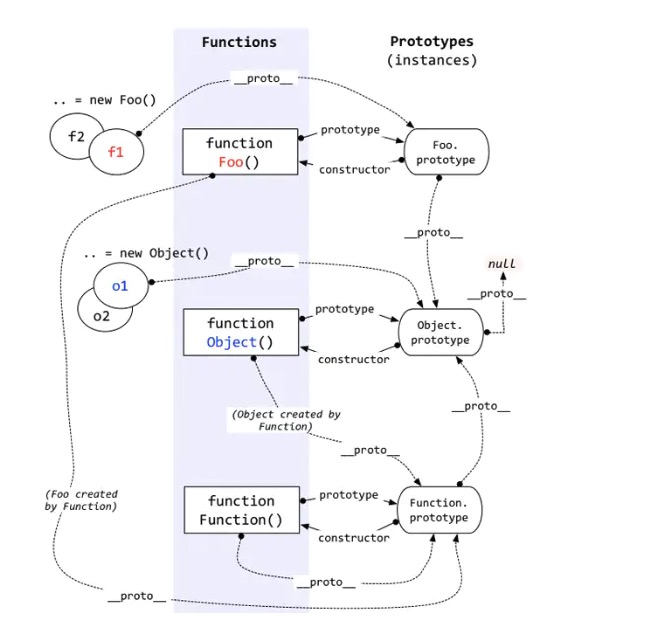 Functions
Prototypes
(instances)
__proto__
.. = new Foo()
f2
f1
function
Foo()
prototype
constructor
Foo.
prototype
__proto__
.. = new Object()
__proto__
null
__proto__
o1
o2
function
Object()
prototype
constructor
Object.
prototype
(Object created by
Function)
__proto__
__proto__
(Foo created
by Function)
function
Function()
prototype
constructor
Function.
prototype
__proto__
__proto__